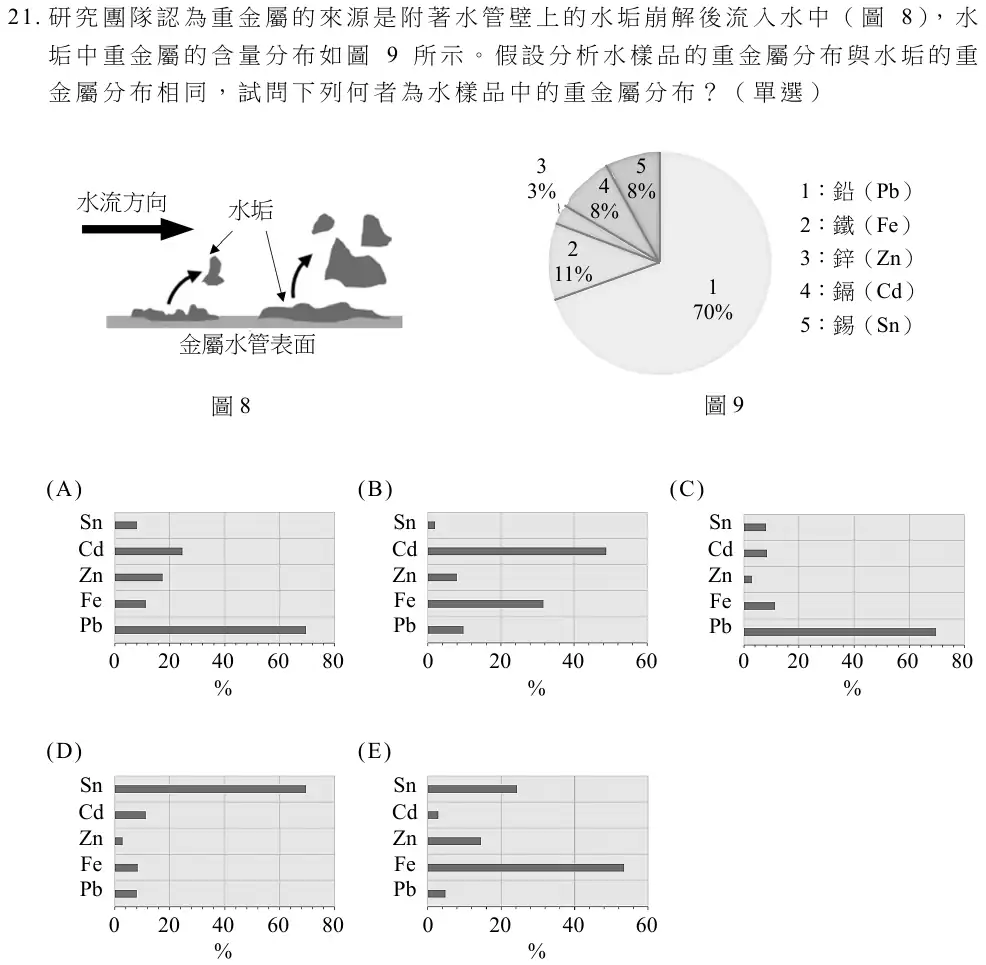 21. 研究團隊認為重金屬的來源是附著水管壁上的水垢崩解後流入水中（圖 8），水
垢中重金屬的含量分布如圖 9 所示。假設分析水樣品的重金屬分布與水垢的重
金屬分布相同，試問下列何者為水樣品中的重金屬分布？（單選）
水流方向
水垢
金屬水管表面
圖 8
3
3%
4
8%
5
8%
2
11%
1
70%
1：鉛（Pb）
2：鐵（Fe）
3：鋅（Zn）
4：鎘（Cd）
5：錫（Sn）
圖 9
(A)
Sn
Cd
Zn
Fe
Pb
0 20 40 60 80
%
(B)
Sn
Cd
Zn
Fe
Pb
0 20 40 60
%
(C)
Sn
Cd
Zn
Fe
Pb
0 20 40 60 80
%
(D)
Sn
Cd
Zn
Fe
Pb
0 20 40 60 80
%
(E)
Sn
Cd
Zn
Fe
Pb
0 20 40 60
%